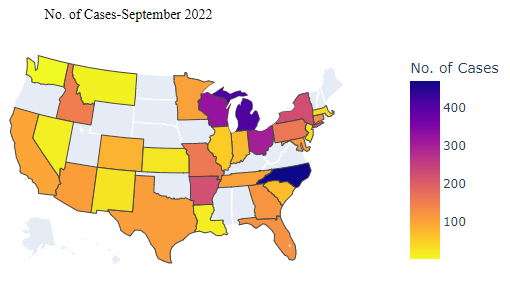 No. of Cases-September 2022
No. of Cases
400
300
200
100